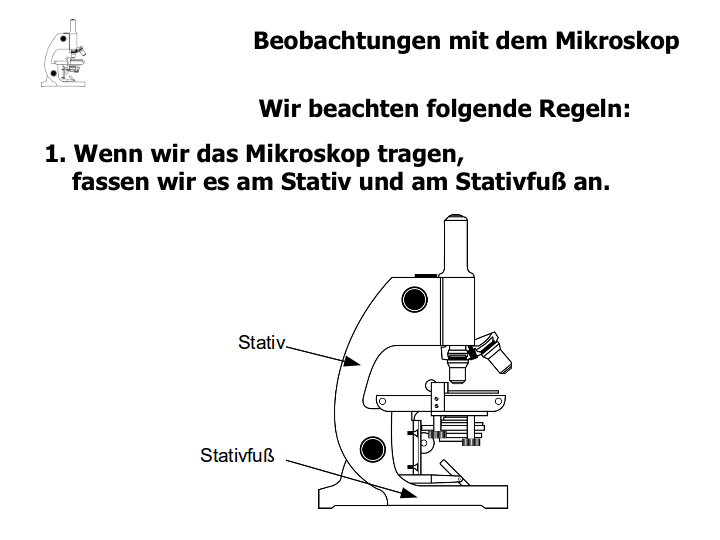 Beobachtungen mit dem Mikroskop
Wir beachten folgende Regeln:
1. Wenn wir das Mikroskop tragen,
fassen wir es am Stativ und am Stativfuß an.
Stativ
Stativfuß